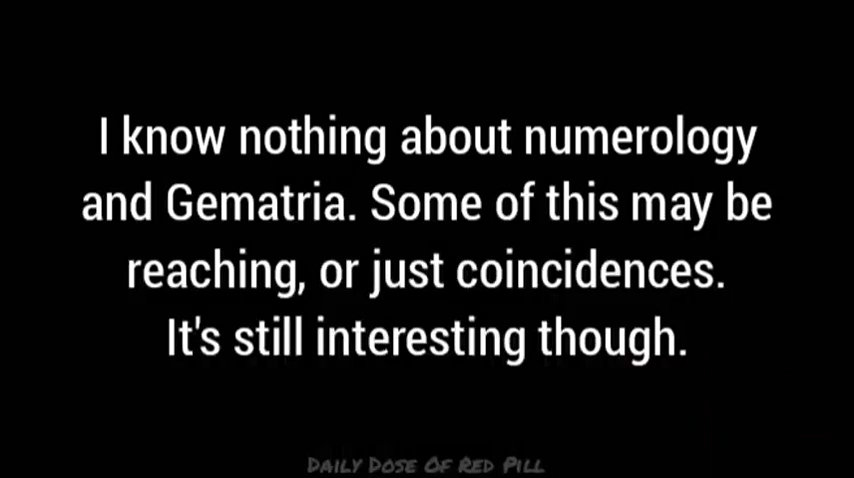 I know nothing about numerology
and Gematria. Some of this may be
reaching, or just coincidences.
It's still interesting though.
DAILY DOSE OF RED PILL